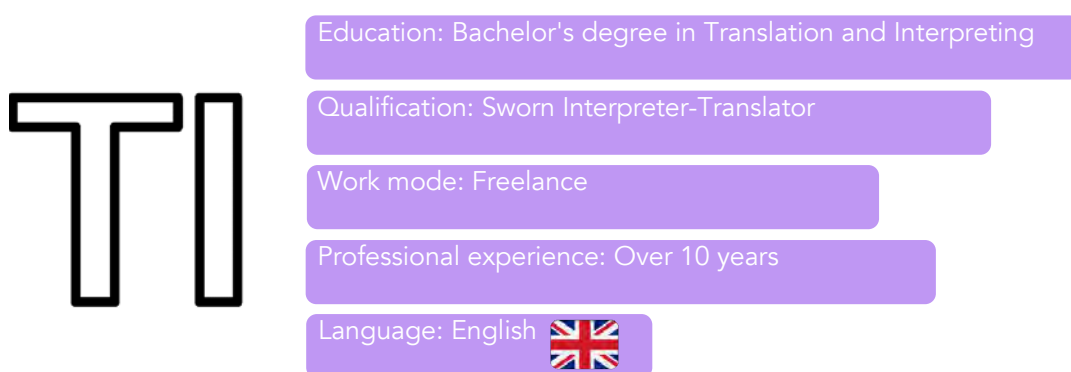 TI
Education: Bachelor's degree in Translation and Interpreting
Qualification: Sworn Interpreter-Translator
Work mode: Freelance
Professional experience: Over 10 years
Language: English